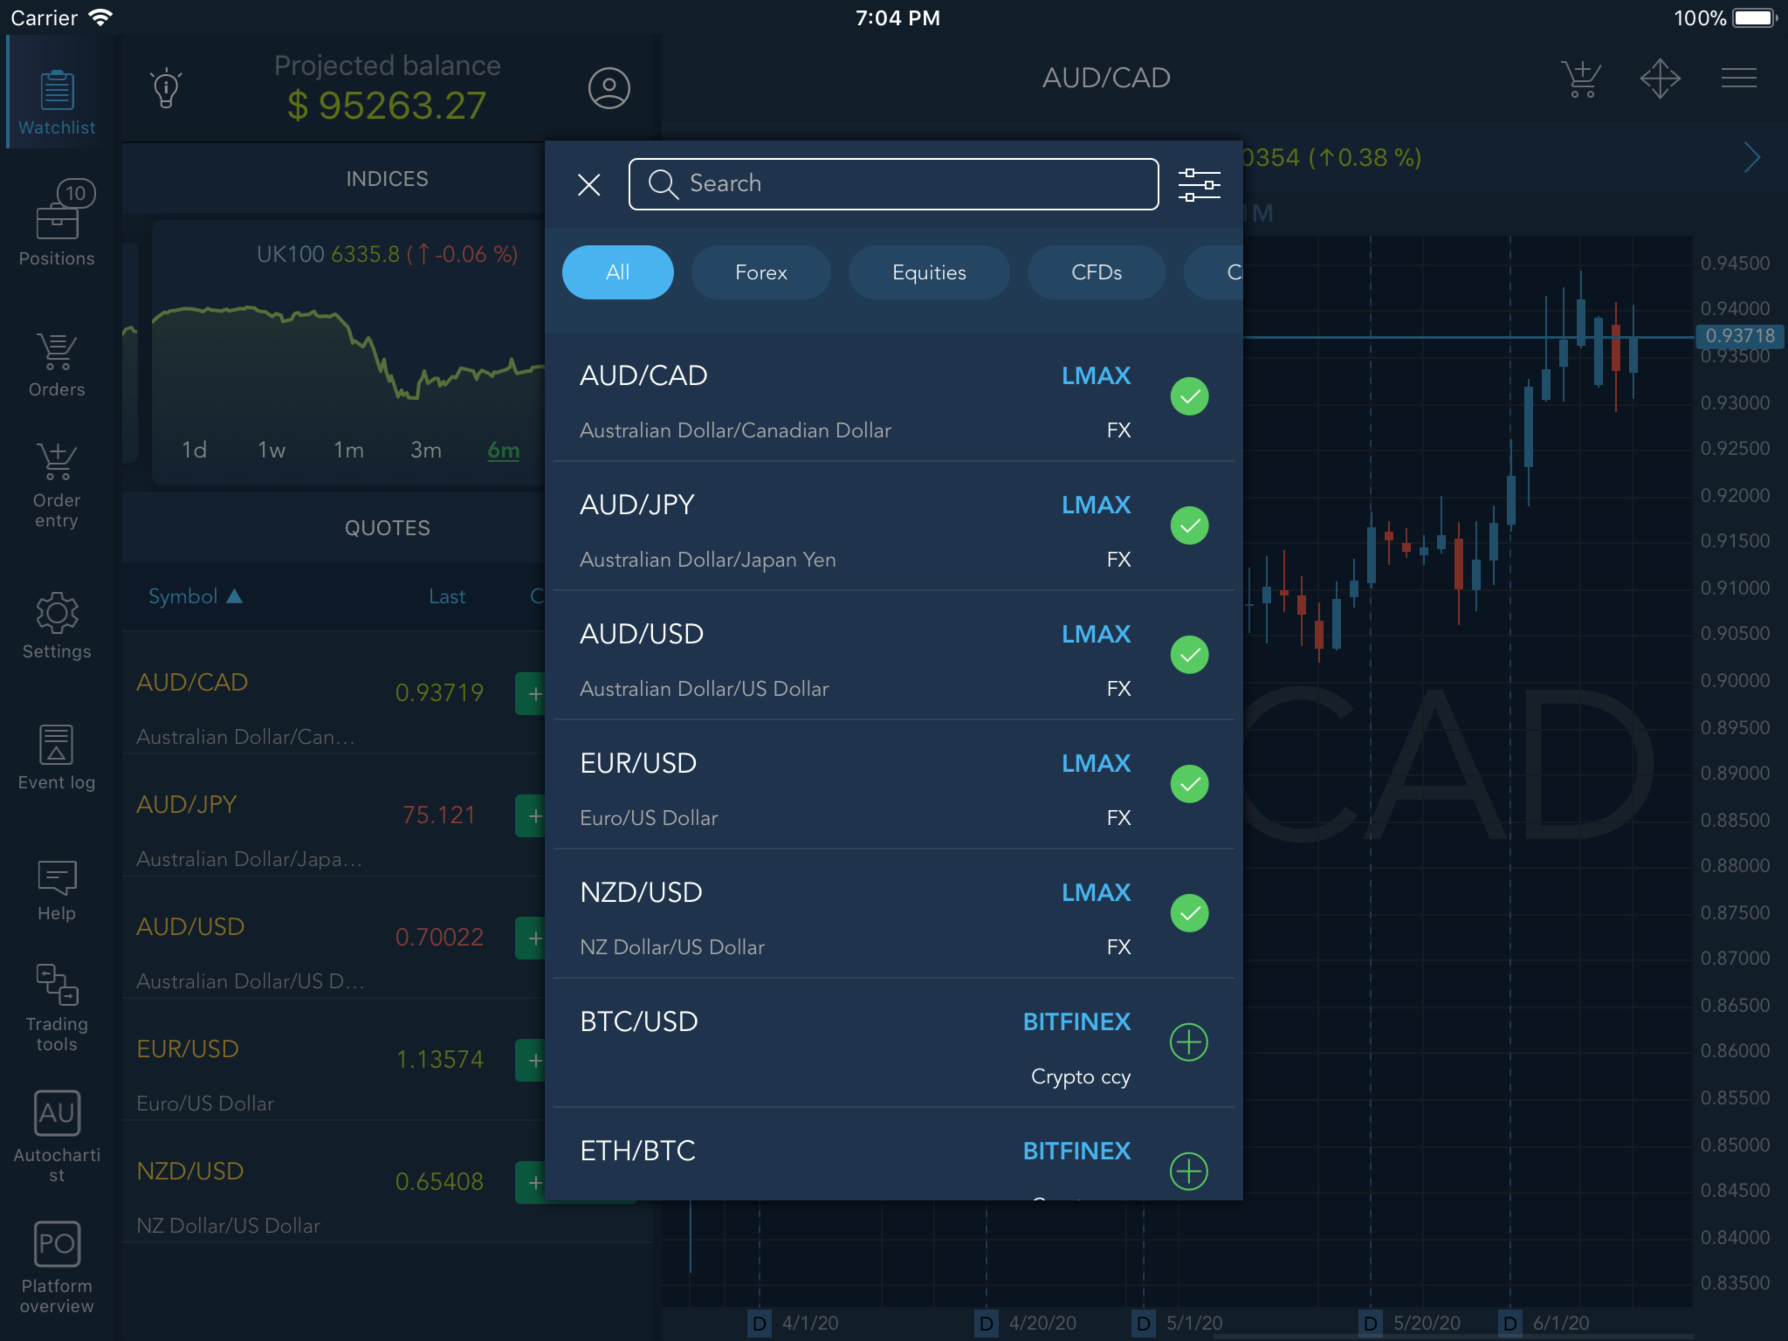 Carrier
7:04 PM
100%
Watchlist
10
Positions
Orders
Order
entry
Settings
Event log
Help
Trading
tools
AU
Autocharti
st
PO
Platform
overview
Projected balance
$ 95263.27
INDICES
UK100 6335.8 (↑ -0.06 %)
1d 1w 1m 3m 6m
QUOTES
Symbol ▲ Last C
AUD/CAD 0.93719 +
Australian Dollar/Can...
AUD/JPY 75.121 +
Australian Dollar/Japa...
AUD/USD 0.70022 +
Australian Dollar/US D...
EUR/USD 1.13574 +
Euro/US Dollar
NZD/USD 0.65408 +
NZ Dollar/US Dollar
Search
All Forex Equities CFDs C
AUD/CAD LMAX
Australian Dollar/Canadian Dollar FX
AUD/JPY LMAX
Australian Dollar/Japan Yen FX
AUD/USD LMAX
Australian Dollar/US Dollar FX
EUR/USD LMAX
Euro/US Dollar FX
NZD/USD LMAX
NZ Dollar/US Dollar FX
BTC/USD BITFINEX
Crypto ccy
ETH/BTC BITFINEX
AUD/CAD
0354 (↑0.38 %)
M
CAD
0.94500
0.94000
0.93718
0.93500
0.93000
0.92500
0.92000
0.91500
0.91000
0.90500
0.90000
0.89500
0.89000
0.88500
0.88000
0.87500
0.87000
0.86500
0.86000
0.85500
0.85000
0.84500
0.84000
0.83500
D 4/1/20 D 4/20/20 D 5/1/20 D 5/20/20 D 6/1/20